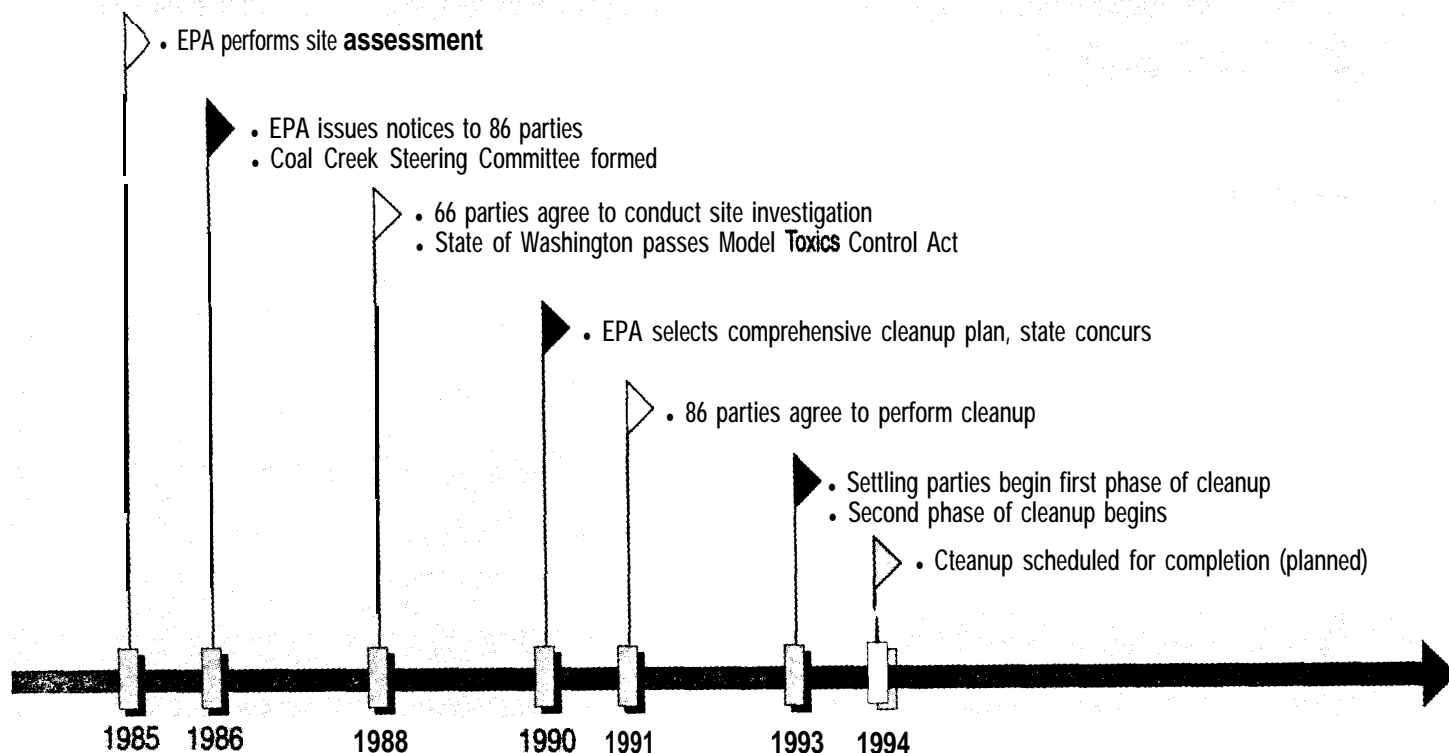 • EPA performs site assessment
• EPA issues notices to 86 parties
• Coal Creek Steering Committee formed
• 66 parties agree to conduct site investigation
• State of Washington passes Model Toxics Control Act
• EPA selects comprehensive cleanup plan, state concurs
• 86 parties agree to perform cleanup
• Settling parties begin first phase of cleanup
• Second phase of cleanup begins
• Cteanup scheduled for completion (planned)
1985 1986 1988 1990 1991 1993 1994